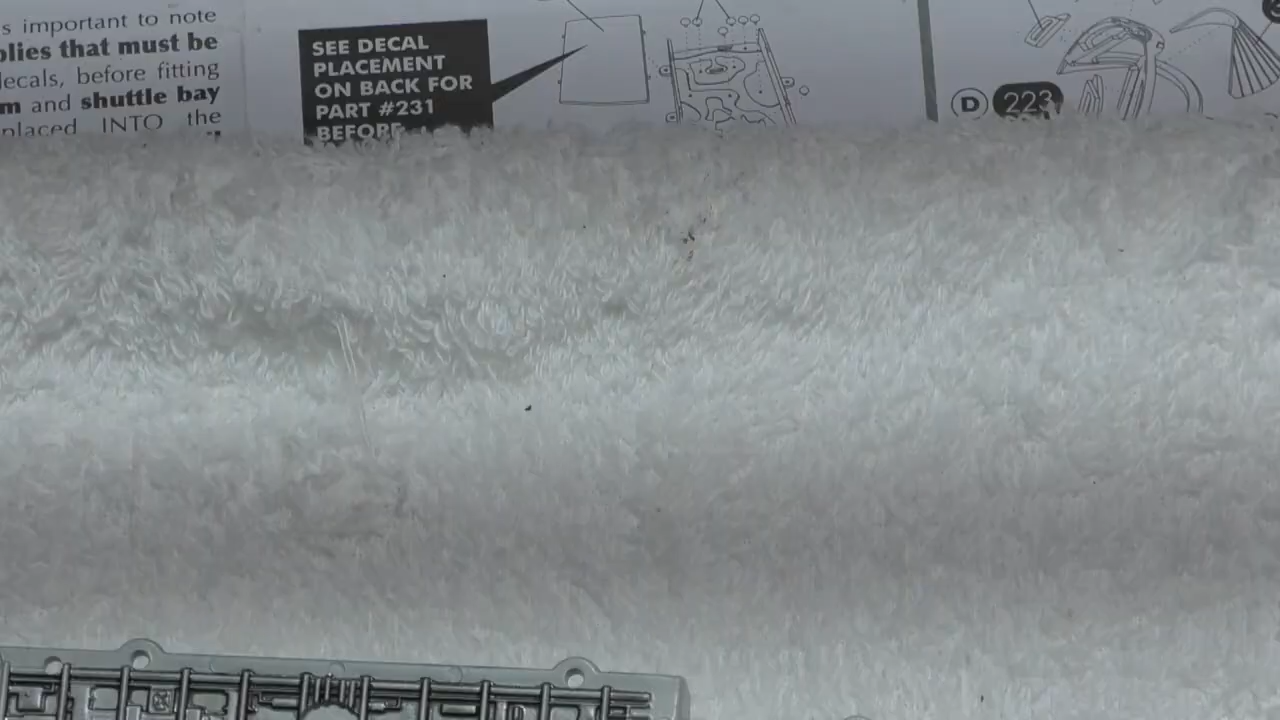 s important to note
plies that must be
decals, before fitting
m and shuttle bay
placed INTO the
SEE DECAL
PLACEMENT
ON BACK FOR
PART #231
BEFORE
D 223